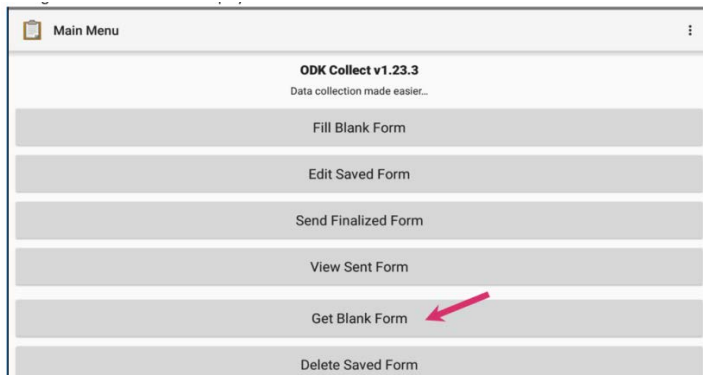 Main Menu
ODK Collect v1.23.3
Data collection made easier...
Fill Blank Form
Edit Saved Form
Send Finalized Form
View Sent Form
Get Blank Form
Delete Saved Form